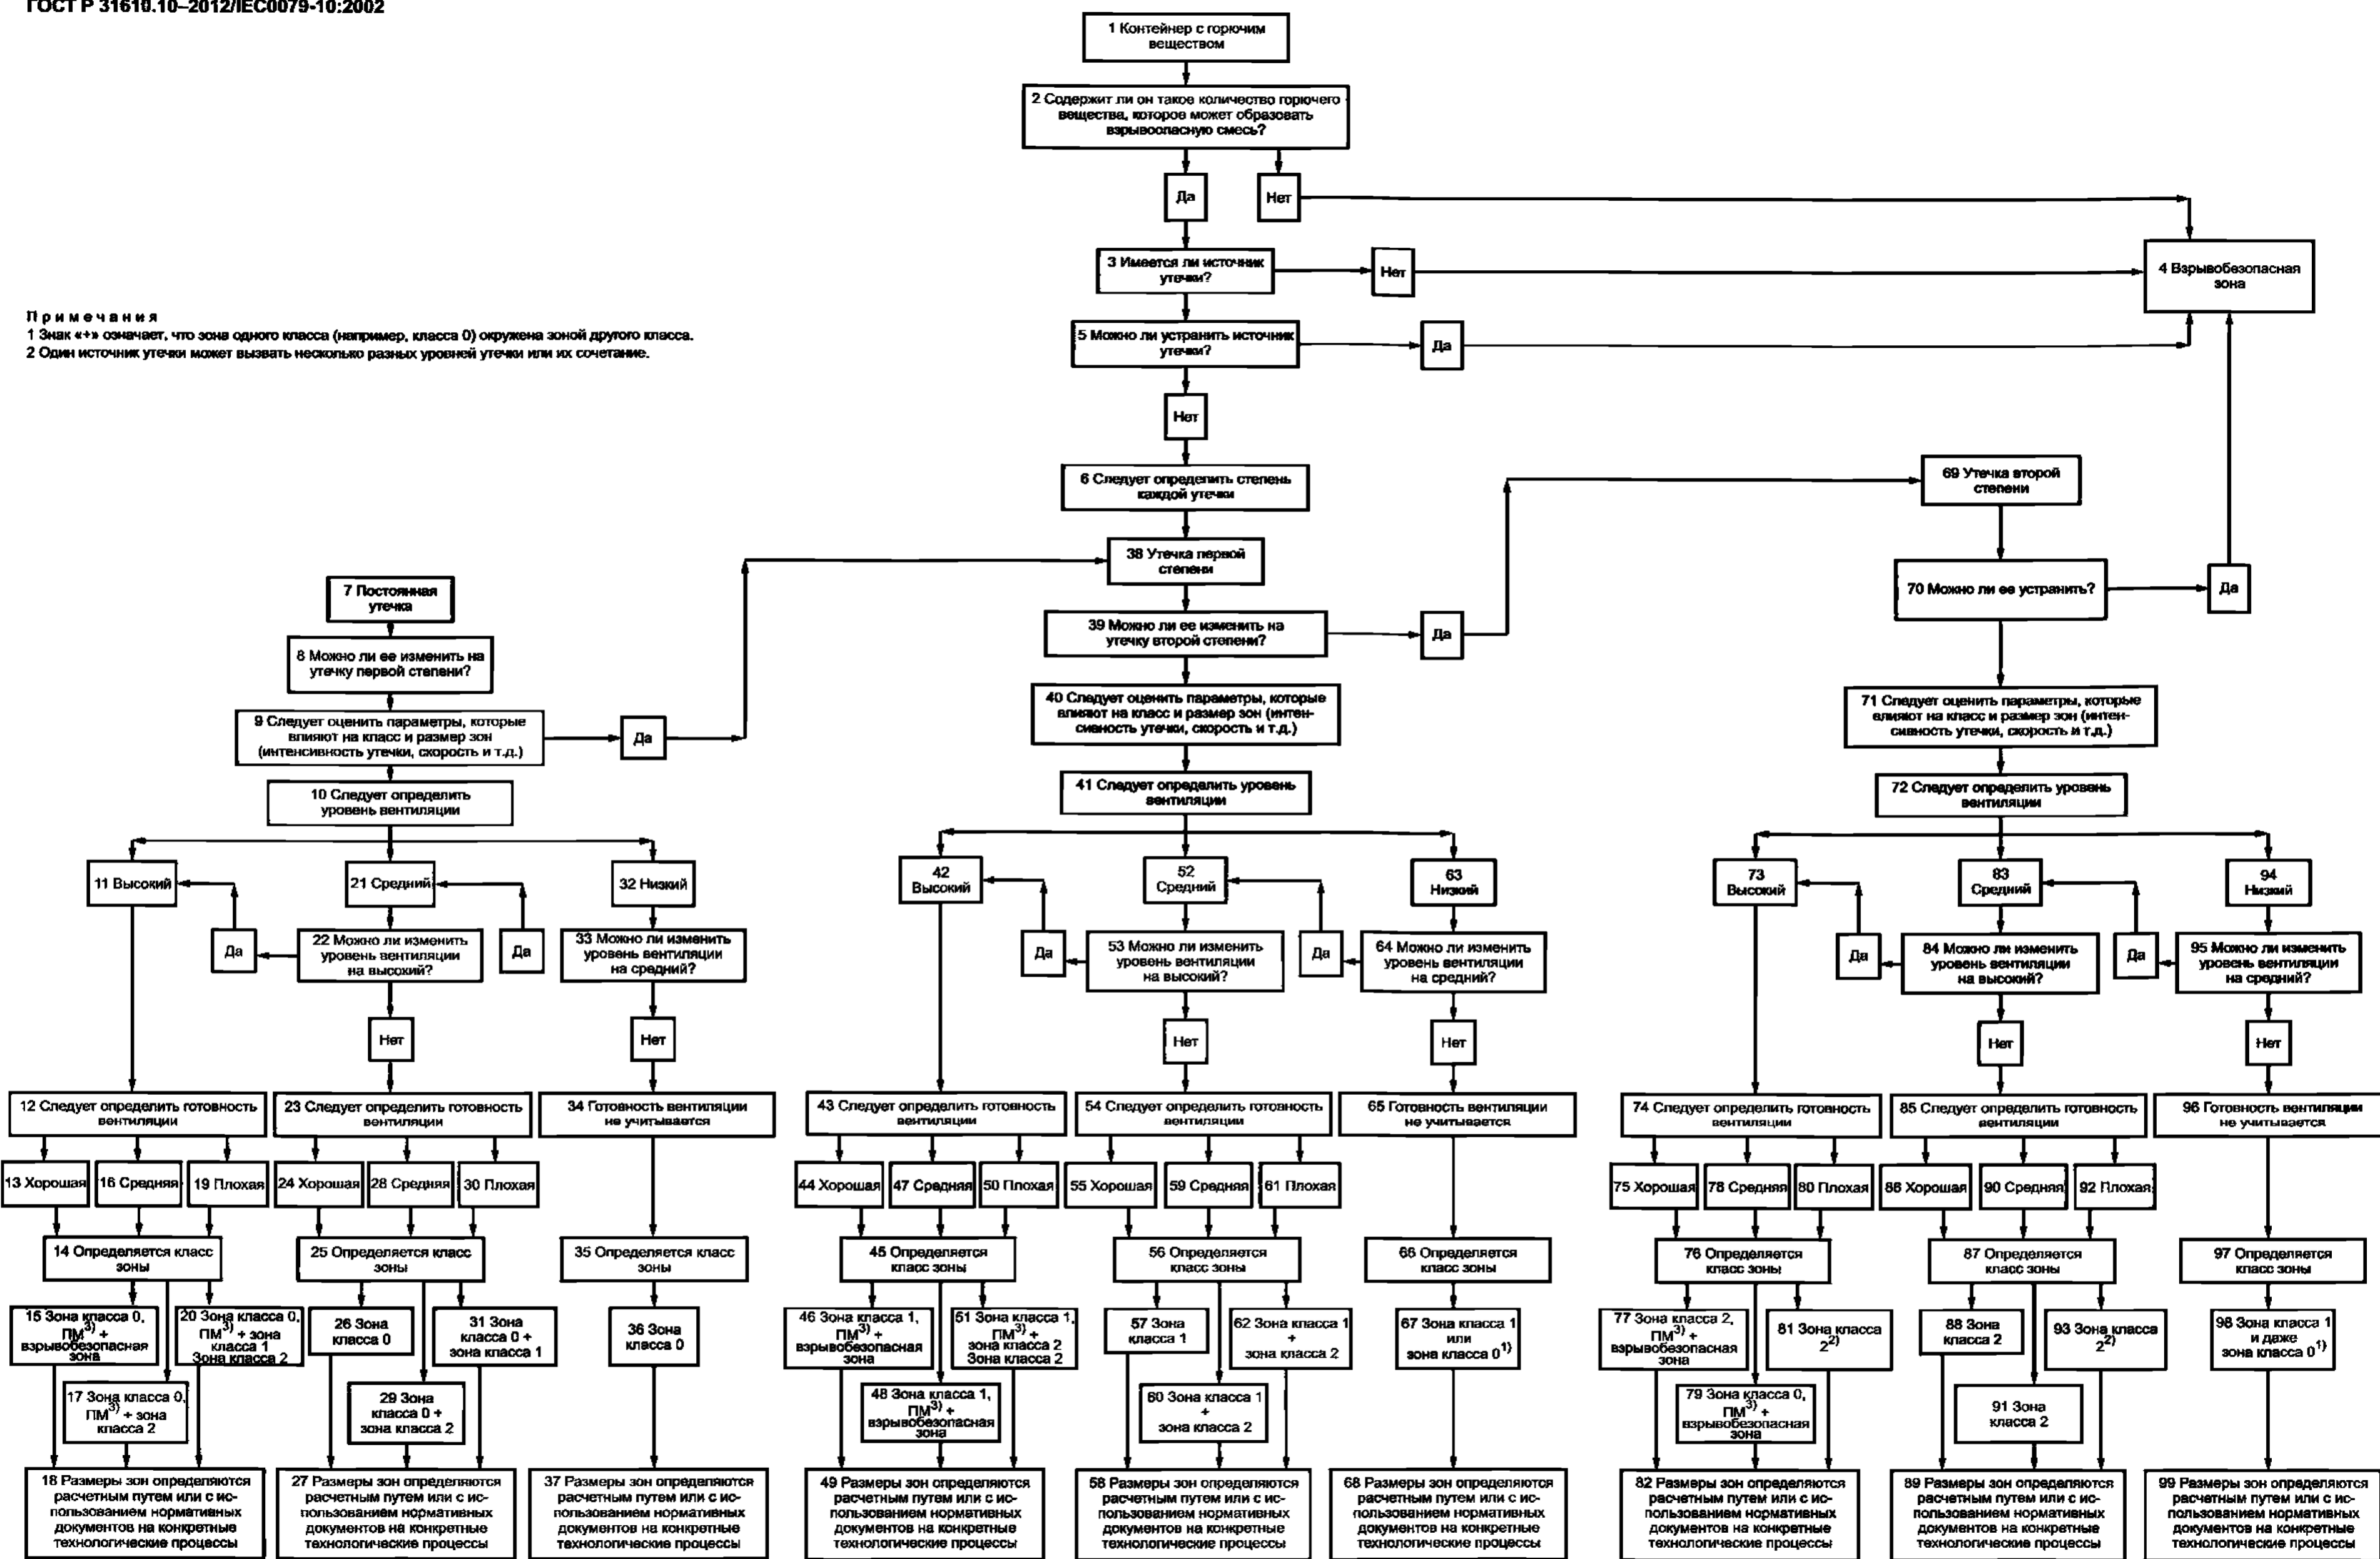 ГОСТ Р 31610.10–2012/IEC0079-10:2002
1 Контейнер с горючим
веществом
2 Содержит ли он такое количество горючего
вещества, которое может образовать
взрывоопасную смесь?
Да
Нет
3 Имеется ли источник
утечки?
Нет
4 Взрывобезопасная
зона
Примечания
1 Знак «+» означает, что зона одного класса (например, класса 0) окружена зоной другого класса.
2 Один источник утечки может вызвать несколько разных уровней утечки или их сочетание.
5 Можно ли устранить источник
утечки?
Да
Нет
6 Следует определить степень
каждой утечки
69 Утечка второй
степени
38 Утечка первой
степени
7 Постоянная
утечка
70 Можно ли ее устранить?
Да
39 Можно ли ее изменить на
утечку второй степени?
Да
8 Можно ли ее изменить на
утечку первой степени?
9 Следует оценить параметры, которые
влияют на класс и размер зон
(интенсивность утечки, скорость и т.д.)
Да
40 Следует оценить параметры, которые
влияют на класс и размер зон (интен-
сивность утечки, скорость и т.д.)
71 Следует оценить параметры, которые
влияют на класс и размер зон (интен-
сивность утечки, скорость и т.д.)
10 Следует определить
уровень вентиляции
41 Следует определить уровень
вентиляции
72 Следует определить уровень
вентиляции
11 Высокий
21 Средний
32 Низкий
42
Высокий
52
Средний
63
Низкий
73
Высокий
83
Средний
94
Низкий
Да
22 Можно ли изменить
уровень вентиляции
на высокий?
Да
33 Можно ли изменить
уровень вентиляции
на средний?
Да
53 Можно ли изменить
уровень вентиляции
на высокий?
Да
64 Можно ли изменить
уровень вентиляции
на средний?
Да
84 Можно ли изменить
уровень вентиляции
на высокий?
Да
95 Можно ли изменить
уровень вентиляции
на средний?
Нет
Нет
Нет
Нет
Нет
Нет
12 Следует определить готовность
вентиляции
23 Следует определить готовность
вентиляции
34 Готовность вентиляции
не учитывается
43 Следует определить готовность
вентиляции
54 Следует определить готовность
вентиляции
65 Готовность вентиляции
не учитывается
74 Следует определить готовность
вентиляции
85 Следует определить готовность
вентиляции
96 Готовность вентиляции
не учитывается
13 Хорошая
16 Средняя
19 Плохая
24 Хорошая
28 Средняя
30 Плохая
44 Хорошая
47 Средняя
50 Плохая
55 Хорошая
59 Средняя
61 Плохая
75 Хорошая
78 Средняя
80 Плохая
86 Хорошая
90 Средняя
92 Плохая
14 Определяется класс
зоны
25 Определяется класс
зоны
35 Определяется класс
зоны
45 Определяется
класс зоны
56 Определяется
класс зоны
66 Определяется
класс зоны
76 Определяется
класс зоны
87 Определяется
класс зоны
97 Определяется
класс зоны
15 Зона класса 0,
ПМ3) +
взрывобезопасная
зона
20 Зона класса 0,
ПМ3) + зона
класса 1
Зона класса 2
26 Зона
класса 0
31 Зона
класса 0 +
зона класса 1
36 Зона
класса 0
46 Зона класса 1,
ПМ3) +
взрывобезопасная
зона
51 Зона класса 1,
ПМ3) +
зона класса 2
Зона класса 2
57 Зона
класса 1
62 Зона класса 1
+
зона класса 2
67 Зона класса 1
или
зона класса 01)
77 Зона класса 2,
ПМ3) +
взрывобезопасная
зона
81 Зона класса
22)
88 Зона
класса 2
93 Зона класса
22)
98 Зона класса 1
и даже
зона класса 01)
17 Зона класса 0,
ПМ3) + зона
класса 2
29 Зона
класса 0 +
зона класса 2
48 Зона класса 1,
ПМ3) +
взрывобезопасная
зона
60 Зона класса 1
+
зона класса 2
79 Зона класса 0,
ПМ3) +
взрывобезопасная
зона
91 Зона
класса 2
18 Размеры зон определяются
расчетным путем или с ис-
пользованием нормативных
документов на конкретные
технологические процессы
27 Размеры зон определяются
расчетным путем или с ис-
пользованием нормативных
документов на конкретные
технологические процессы
37 Размеры зон определяются
расчетным путем или с ис-
пользованием нормативных
документов на конкретные
технологические процессы
49 Размеры зон определяются
расчетным путем или с ис-
пользованием нормативных
документов на конкретные
технологические процессы
58 Размеры зон определяются
расчетным путем или с ис-
пользованием нормативных
документов на конкретные
технологические процессы
68 Размеры зон определяются
расчетным путем или с ис-
пользованием нормативных
документов на конкретные
технологические процессы
82 Размеры зон определяются
расчетным путем или с ис-
пользованием нормативных
документов на конкретные
технологические процессы
89 Размеры зон определяются
расчетным путем или с ис-
пользованием нормативных
документов на конкретные
технологические процессы
99 Размеры зон определяются
расчетным путем или с ис-
пользованием нормативных
документов на конкретные
технологические процессы